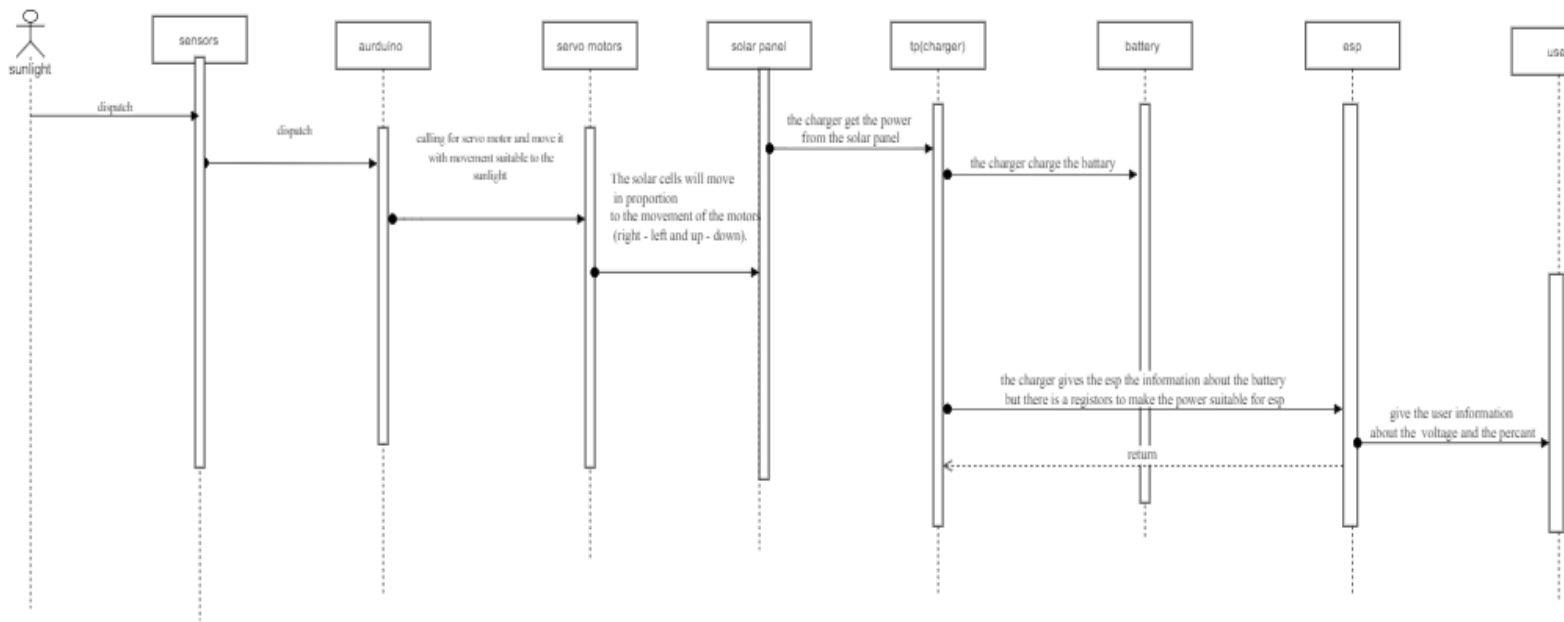 sensors
aurduino
servo motors
solar panel
tp(charger)
battery
esp
use
sunlight
dispatch
dispatch
calling for servo motor and move it
with movement suitable to the
sunlight
The solar cells will move
in proportion
to the movement of the motors
(right - left and up - down).
the charger get the power
from the solar panel
the charger charge the battary
the charger gives the esp the information about the battery
but there is a registors to make the power suitable for esp
give the user information
about the voltage and the percant
return